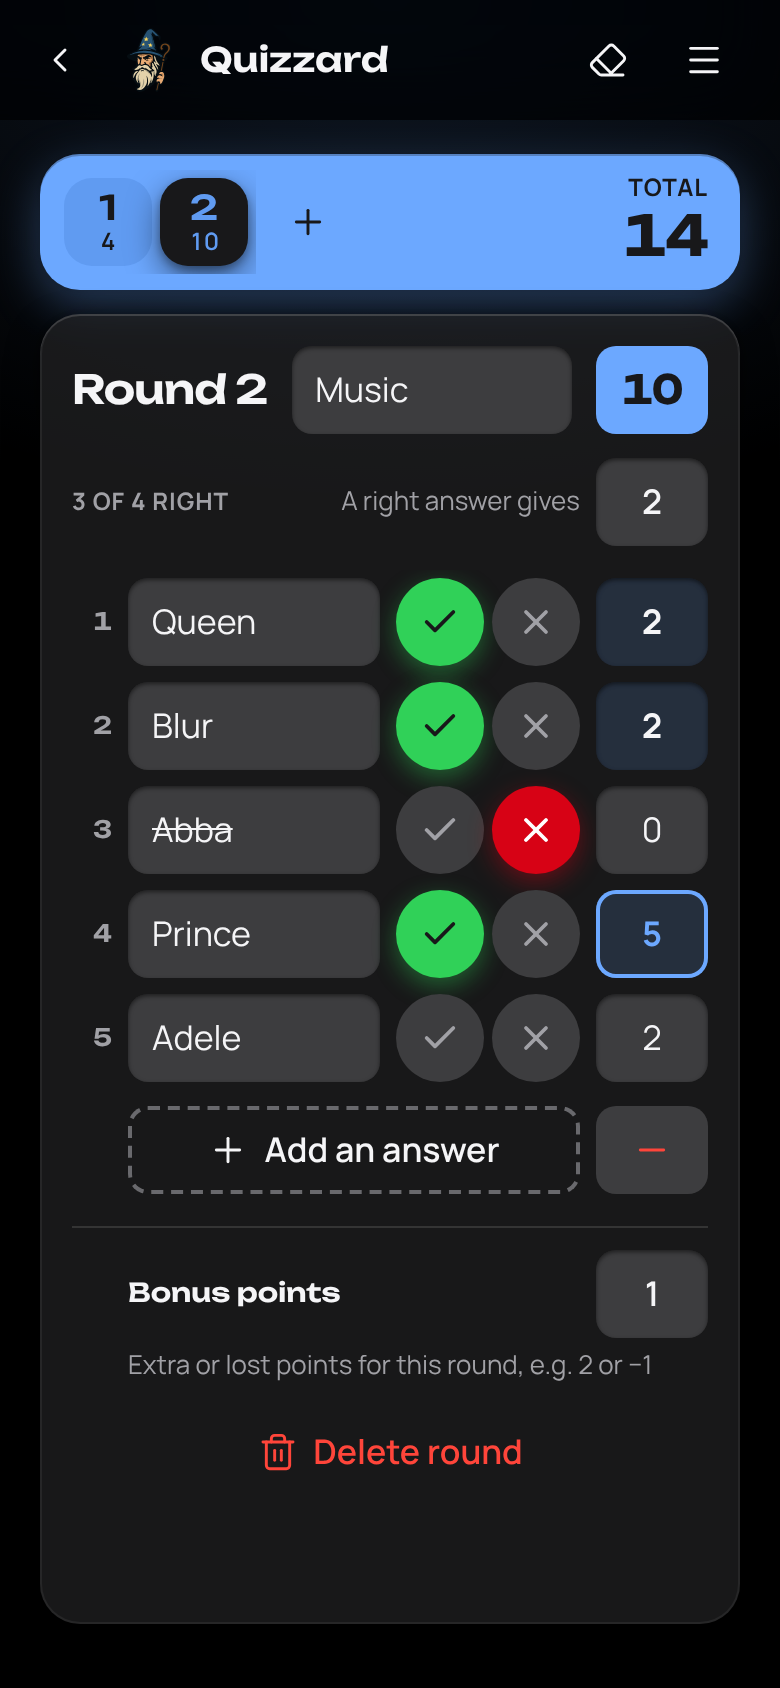 Quizzard
1
4
2
10
+
TOTAL
14
Round 2
Music
10
3 OF 4 RIGHT
A right answer gives
2
1 Queen 2
2 Blur 2
3 Abba 0
4 Prince 5
5 Adele 2
+ Add an answer
Bonus points
1
Extra or lost points for this round, e.g. 2 or −1
Delete round